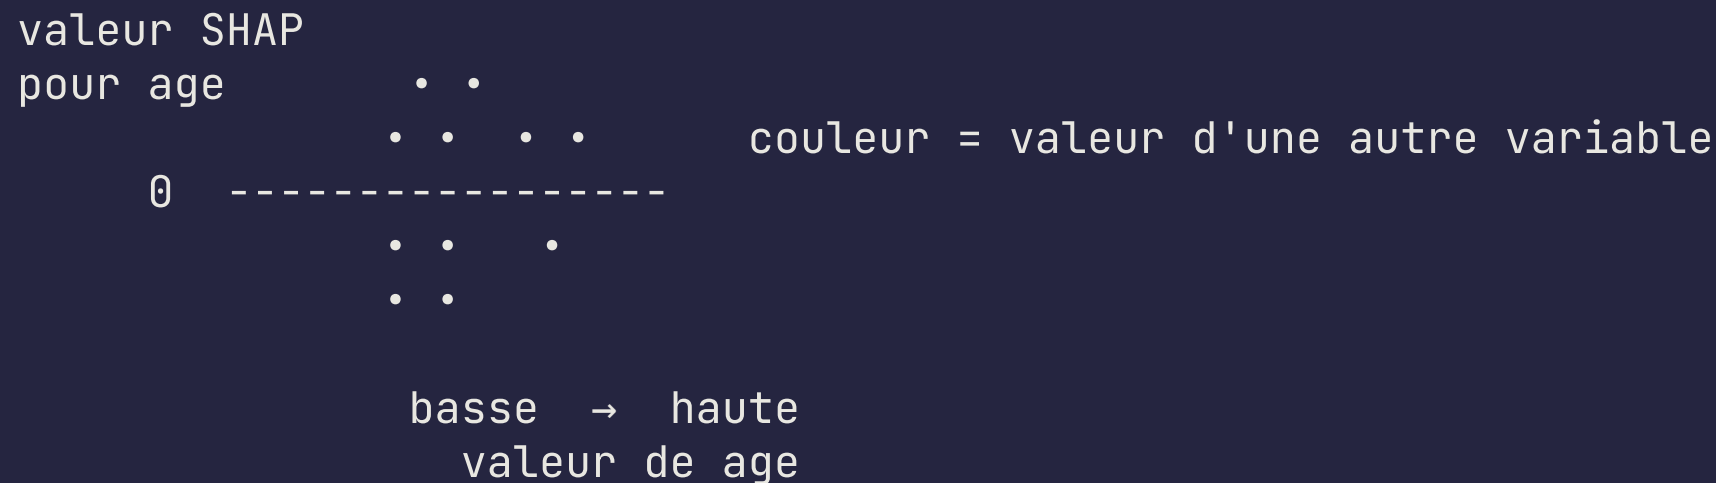 valeur SHAP
pour age        • •
• •  • •      couleur = valeur d'une autre variable
0  -----------------
• •   •
• •
basse  →  haute
valeur de age